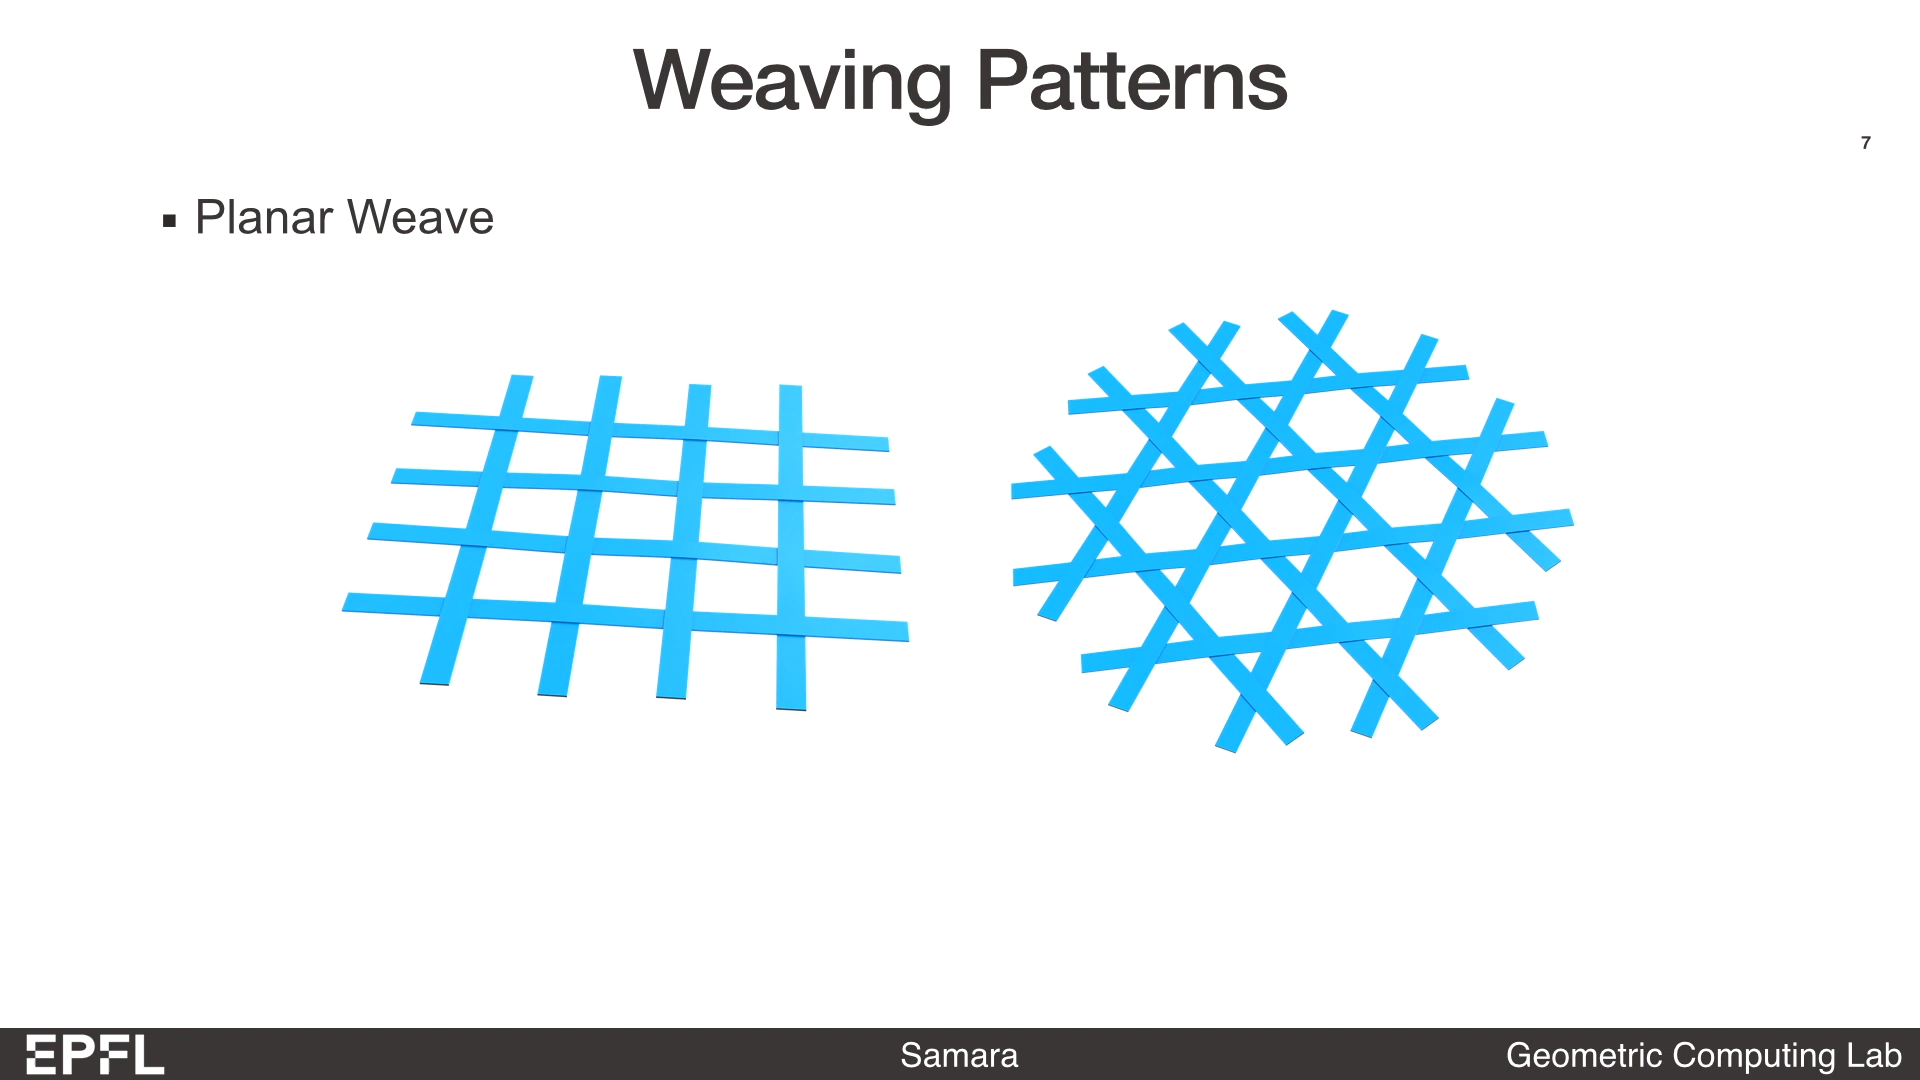 Weaving Patterns
7
▪ Planar Weave
EPFL
Samara
Geometric Computing Lab